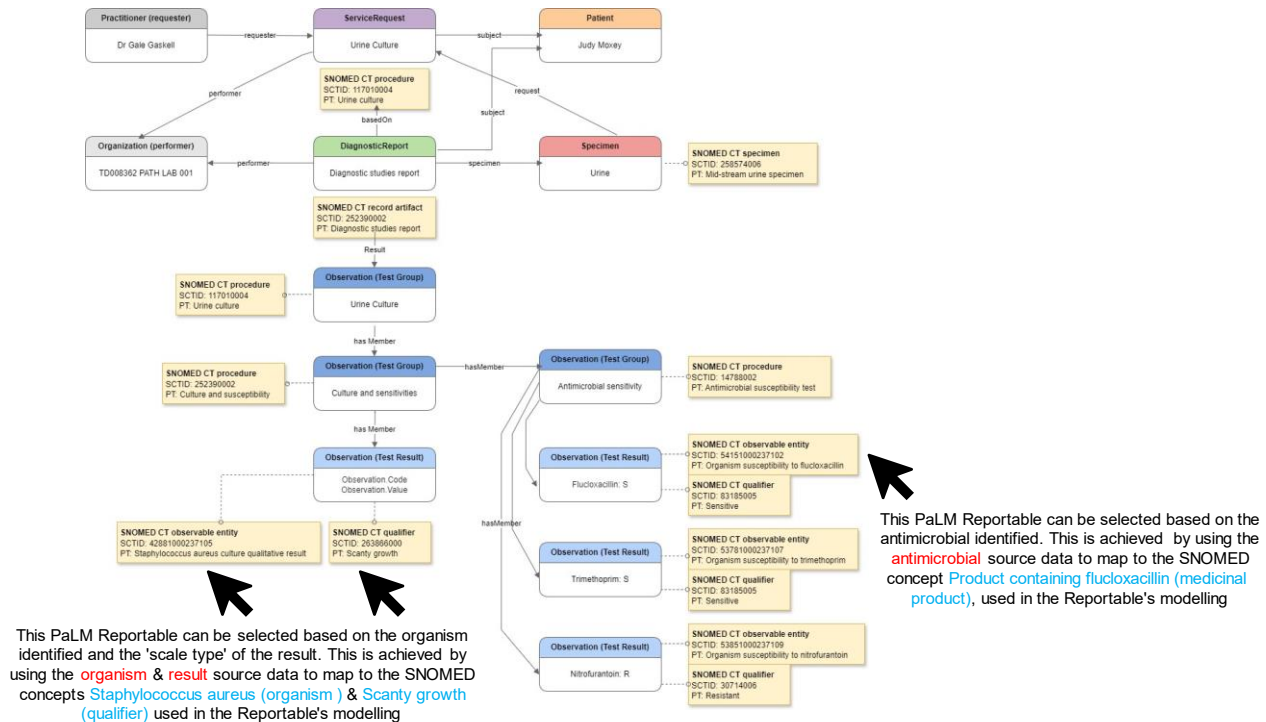 Practitioner (requester)
Dr Gale Gaskell
requester
ServiceRequest
Urine Culture
subject
Patient
Judy Moxey
SNOMED CT procedure
SCTID: 117010004
PT: Urine culture
performer
request
basedOn
subject
Organization (performer)
TD008362 PATH LAB 001
performer
DiagnosticReport
Diagnostic studies report
specimen
Specimen
Urine
SNOMED CT specimen
SCTID: 258574006
PT: Mid-stream urine specimen
SNOMED CT record artifact
SCTID: 252390002
PT: Diagnostic studies report
Result
SNOMED CT procedure
SCTID: 117010004
PT: Urine culture
Observation (Test Group)
Urine Culture
has Member
SNOMED CT procedure
SCTID: 252390002
PT: Culture and susceptibility
Observation (Test Group)
Culture and sensitivities
hasMember
Observation (Test Group)
Antimicrobial sensitivity
SNOMED CT procedure
SCTID: 14788002
PT: Antimicrobial susceptibility test
has Member
Observation (Test Result)
Observation.Code
Observation.Value
SNOMED CT observable entity
SCTID: 42881000237105
PT: Staphylococcus aureus culture qualitative result
SNOMED CT qualifier
SCTID: 263866000
PT: Scanty growth
hasMember
Observation (Test Result)
Flucloxacillin: S
SNOMED CT observable entity
SCTID: 54151000237102
PT: Organism susceptibility to flucloxacillin
SNOMED CT qualifier
SCTID: 83185005
PT: Sensitive
Observation (Test Result)
Trimethoprim: S
SNOMED CT observable entity
SCTID: 53781000237107
PT: Organism susceptibility to trimethoprim
SNOMED CT qualifier
SCTID: 83185005
PT: Sensitive
Observation (Test Result)
Nitrofurantoin: R
SNOMED CT observable entity
SCTID: 53851000237109
PT: Organism susceptibility to nitrofurantoin
SNOMED CT qualifier
SCTID: 30714006
PT: Resistant
This PaLM Reportable can be selected based on the
antimicrobial identified. This is achieved by using the
antimicrobial source data to map to the SNOMED
concept Product containing flucloxacillin (medicinal
product), used in the Reportable's modelling
This PaLM Reportable can be selected based on the organism
identified and the 'scale type' of the result. This is achieved by
using the organism & result source data to map to the SNOMED
concepts Staphylococcus aureus (organism ) & Scanty growth
(qualifier) used in the Reportable's modelling